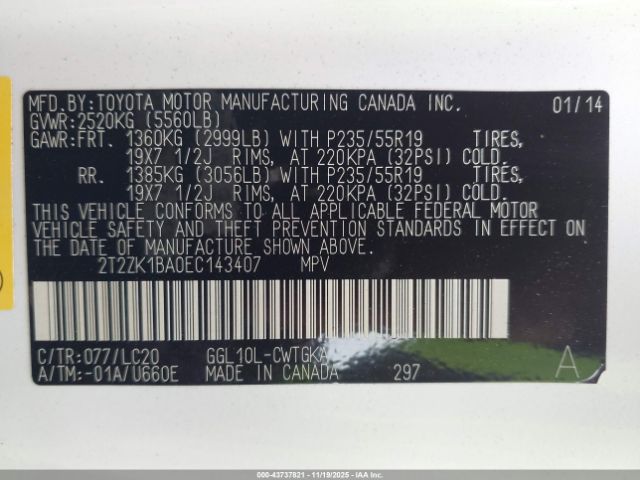 MFD.BY:TOYOTA MOTOR MANUFACTURING CANADA INC. 01/14
GVWR:2520KG (5560LB)
GAWR:FRT. 1360KG (2999LB) WITH P235/55R19 TIRES,
19X7 1/2J RIMS, AT 220KPA (32PSI) COLD.
RR. 1385KG (3056LB) WITH P235/55R19 TIRES,
19X7 1/2J RIMS, AT 220KPA (32PSI) COLD.
THIS VEHICLE CONFORMS TO ALL APPLICABLE FEDERAL MOTOR
VEHICLE SAFETY AND THEFT PREVENTION STANDARDS IN EFFECT ON
THE DATE OF MANUFACTURE SHOWN ABOVE.
2T2ZK1BA0EC143407 MPV
C/TR:077/LC20 GGL10L-CWTGKA
A/TM:-01A/U660E MADE IN CANADA 297 A
000-43737821 - 11/19/2025 - IAAI.COM